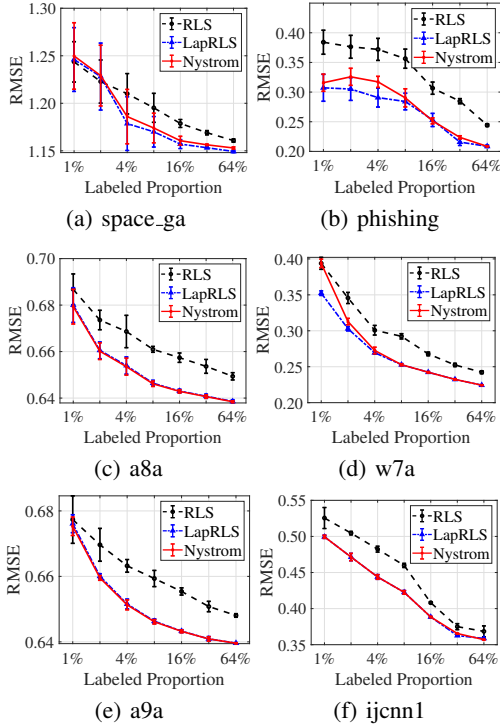 RMSE
1.30
1.25
1.20
1.15
RLS
LapRLS
Nystrom
1% 4% 16% 64%
Labeled Proportion
(a) space_ga
RMSE
0.40
0.35
0.30
0.25
0.20
RLS
LapRLS
Nystrom
1% 4% 16% 64%
Labeled Proportion
(b) phishing
RMSE
0.70
0.68
0.66
0.64
RLS
LapRLS
Nystrom
1% 4% 16% 64%
Labeled Proportion
(c) a8a
RMSE
0.40
0.35
0.30
0.25
0.20
RLS
LapRLS
Nystrom
1% 4% 16% 64%
Labeled Proportion
(d) w7a
RMSE
0.68
0.66
0.64
RLS
LapRLS
Nystrom
1% 4% 16% 64%
Labeled Proportion
(e) a9a
RMSE
0.55
0.50
0.45
0.40
0.35
RLS
LapRLS
Nystrom
1% 4% 16% 64%
Labeled Proportion
(f) ijcnn1